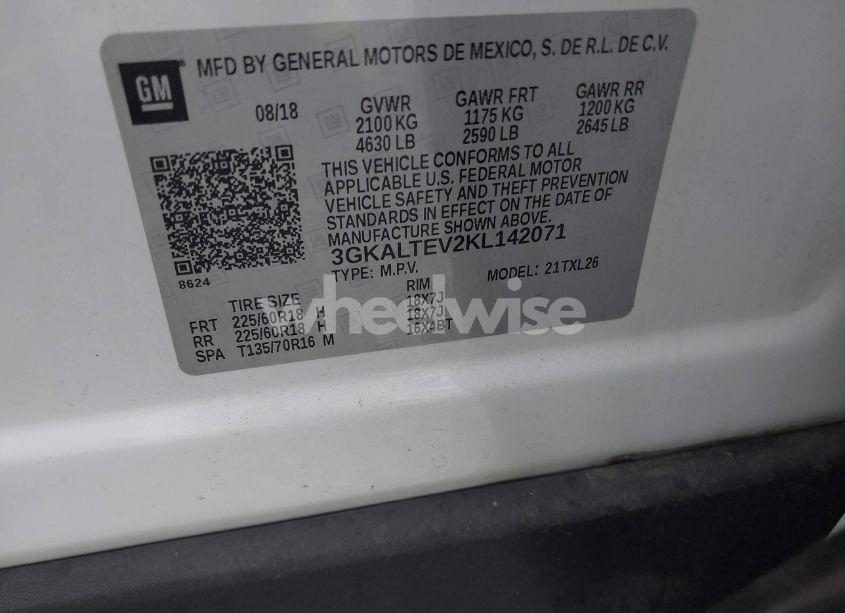 GM
MFD BY GENERAL MOTORS DE MEXICO, S. DE R.L. DE C.V.
08/18 GVWR GAWR FRT GAWR RR
2100 KG 1175 KG 1200 KG
4630 LB 2590 LB 2645 LB
THIS VEHICLE CONFORMS TO ALL
APPLICABLE U.S. FEDERAL MOTOR
VEHICLE SAFETY AND THEFT PREVENTION
STANDARDS IN EFFECT ON THE DATE OF
MANUFACTURE SHOWN ABOVE.
3GKALTEV2KL142071
8624
TYPE: M.P.V. MODEL: 21TXL26
TIRE SIZE RIM
FRT 225/60R18 H 18X7J
RR 225/60R18 H 18X7J
SPA T135/70R16 M 16X4BT
wheelwise